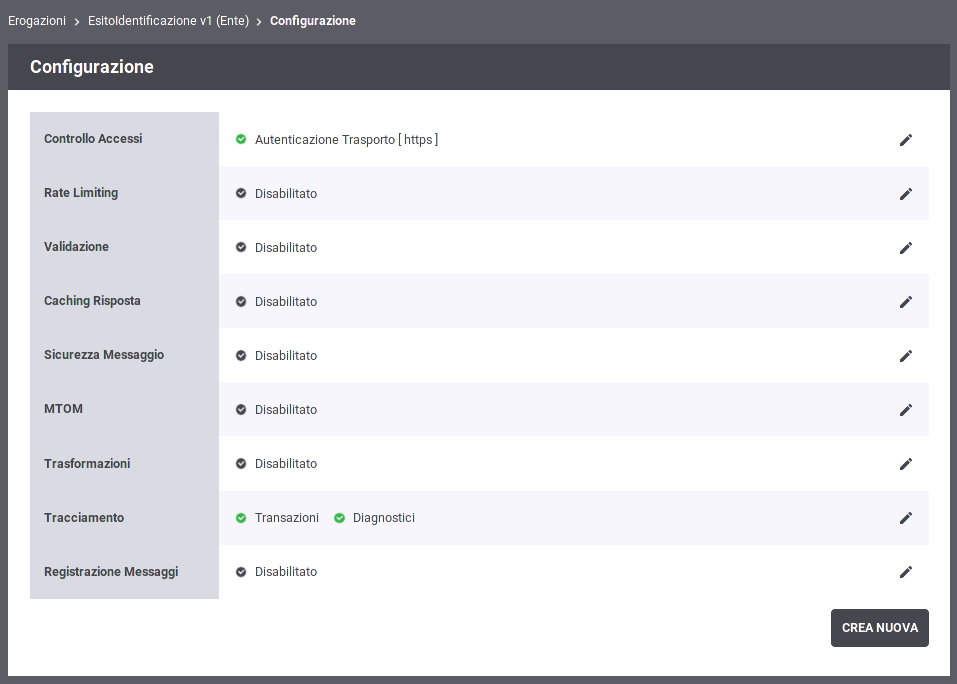 Erogazioni > EsitoIdentificazione v1 (Ente) > Configurazione
Configurazione
Controllo Accessi Autenticazione Trasporto [ https ]
Rate Limiting Disabilitato
Validazione Disabilitato
Caching Risposta Disabilitato
Sicurezza Messaggio Disabilitato
MTOM Disabilitato
Trasformazioni Disabilitato
Tracciamento Transazioni Diagnostici
Registrazione Messaggi Disabilitato
CREA NUOVA